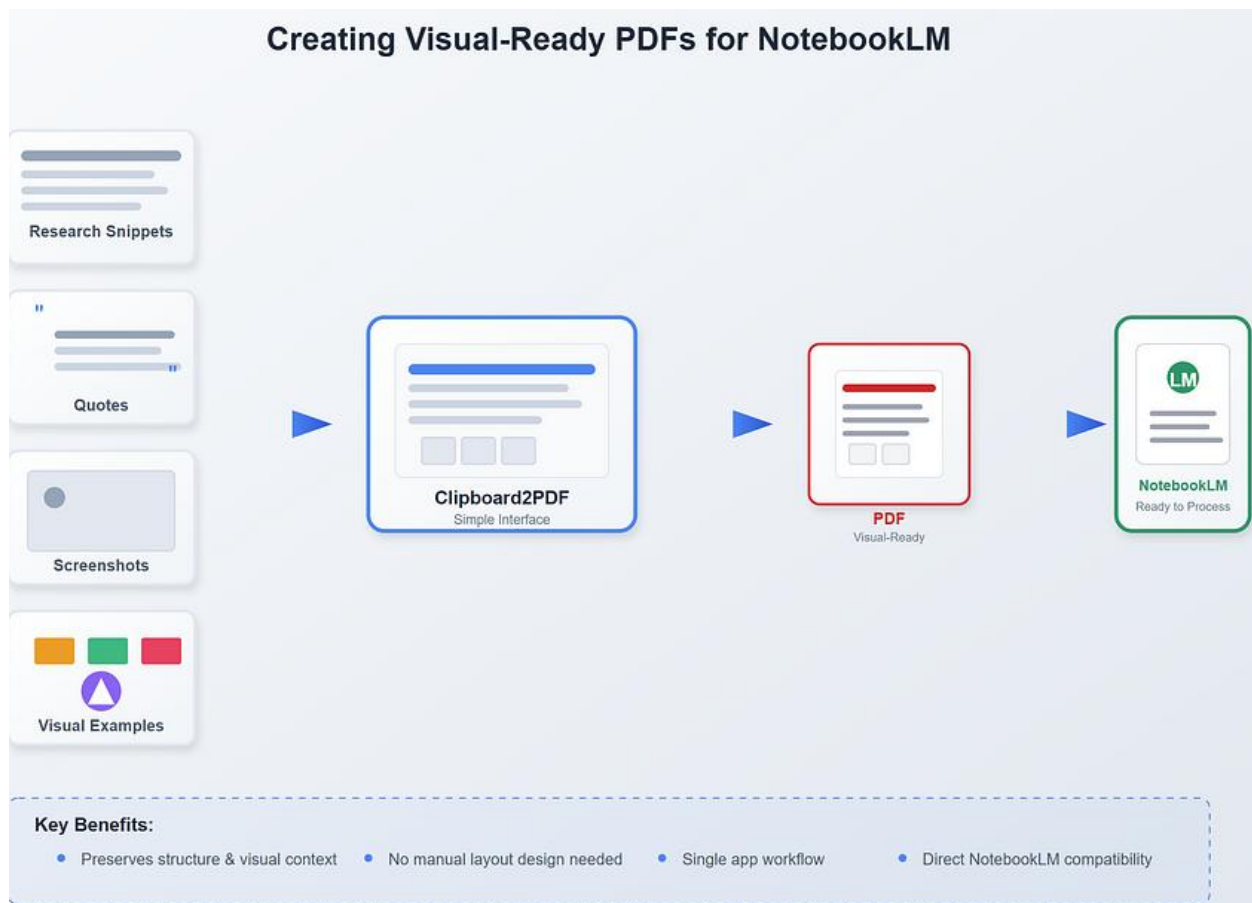 Creating Visual-Ready PDFs for NotebookLM
Research Snippets
"
"
Quotes
Screenshots
Visual Examples
Clipboard2PDF
Simple Interface
PDF
Visual-Ready
LM
NotebookLM
Ready to Process
Key Benefits:
• Preserves structure & visual context • No manual layout design needed • Single app workflow • Direct NotebookLM compatibility